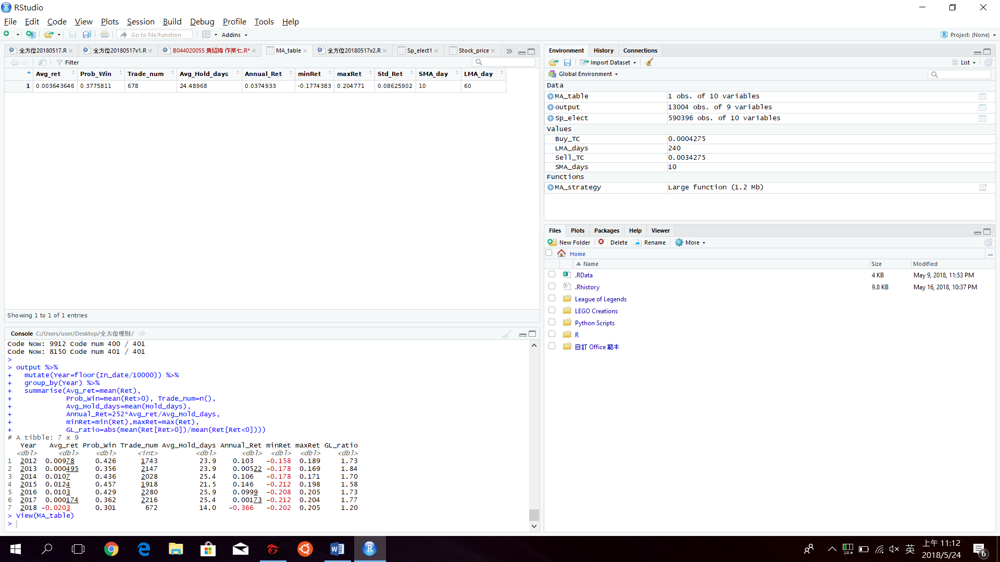 RStudio
File Edit Code View Plots Session Build Debug Profile Tools Help
Go to file/function Addins Project: (None)
全方位20180517.R 全方位20180517v1.R B044020055 黃紹瑋 作業七.R* MA_table 全方位20180517v2.R Sp_elect1 Stock_price
Filter
Avg_ret Prob_Win Trade_num Avg_Hold_days Annual_Ret minRet maxRet Std_Ret SMA_day LMA_day
1 0.003643646 0.3775811 678 24.48968 0.0374933 -0.1774383 0.204771 0.08625902 10 60
Showing 1 to 1 of 1 entries
Console C:/Users/user/Desktop/全方位理財/
Code Now: 9912 Code num 400 / 401
Code Now: 8150 Code num 401 / 401
>
> output %>%
+   mutate(Year=floor(In_date/10000)) %>%
+   group_by(Year) %>%
+   summarise(Avg_ret=mean(Ret),
+             Prob_Win=mean(Ret>0), Trade_num=n(),
+             Avg_Hold_days=mean(Hold_days),
+             Annual_Ret=252*Avg_ret/Avg_Hold_days,
+             minRet=min(Ret),maxRet=max(Ret),
+             GL_ratio=abs(mean(Ret[Ret>0])/mean(Ret[Ret<0])))
# A tibble: 7 x 9
Year Avg_ret Prob_Win Trade_num Avg_Hold_days Annual_Ret minRet maxRet GL_ratio
<dbl> <dbl> <dbl> <int> <dbl> <dbl> <dbl> <dbl> <dbl>
1 2012 0.00978 0.426 1743 23.9 0.103 -0.158 0.189 1.73
2 2013 0.000495 0.356 2147 23.9 0.00522 -0.178 0.169 1.84
3 2014 0.0107 0.436 2028 25.4 0.106 -0.178 0.171 1.70
4 2015 0.0124 0.457 1918 21.5 0.146 -0.212 0.198 1.58
5 2016 0.0103 0.429 2280 25.9 0.0999 -0.208 0.205 1.73
6 2017 0.000174 0.362 2216 25.4 0.00173 -0.212 0.204 1.77
7 2018 -0.0203 0.301 672 14.0 -0.366 -0.202 0.205 1.20
> View(MA_table)
>
Environment History Connections
Import Dataset List
Global Environment
Data
MA_table 1 obs. of 10 variables
output 13004 obs. of 9 variables
Sp_elect 590396 obs. of 10 variables
Values
Buy_TC 0.0004275
LMA_days 240
Sell_TC 0.0034275
SMA_days 10
Functions
MA_strategy Large function (1.2 Mb)
Files Plots Packages Help Viewer
New Folder Delete Rename More
Home ...
Name Size Modified
.RData 4 KB May 9, 2018, 11:53 PM
.Rhistory 9.8 KB May 16, 2018, 10:37 PM
League of Legends
LEGO Creations
Python Scripts
R
自訂 Office 範本
英 上午 11:12
2018/5/24 6